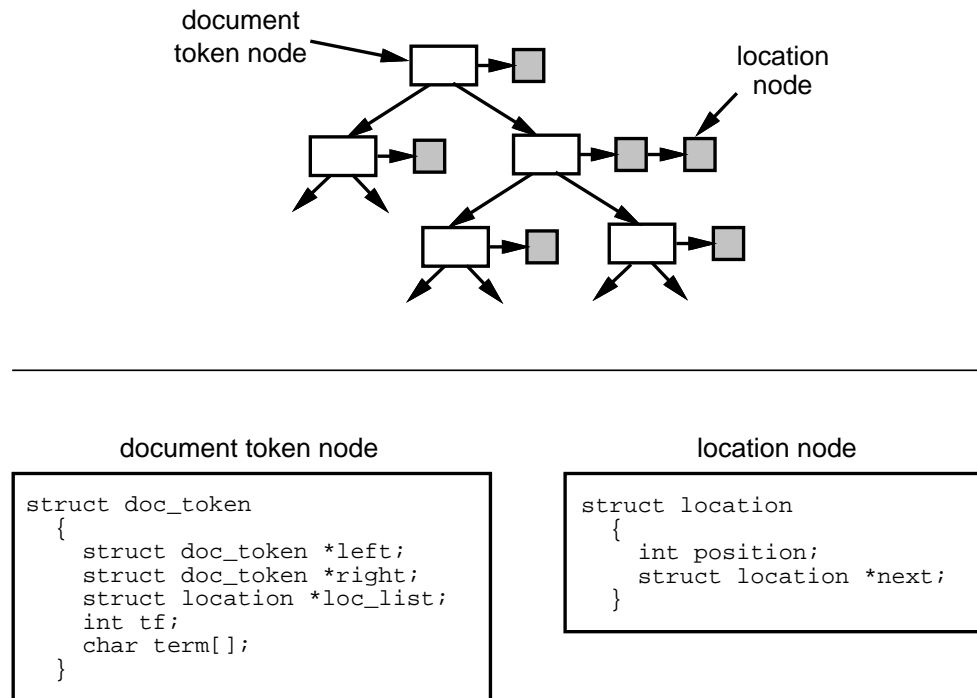 document
token node
location
node
document token node
struct doc_token
{
struct doc_token *left;
struct doc_token *right;
struct location *loc_list;
int tf;
char term[];
}
location node
struct location
{
int position;
struct location *next;
}